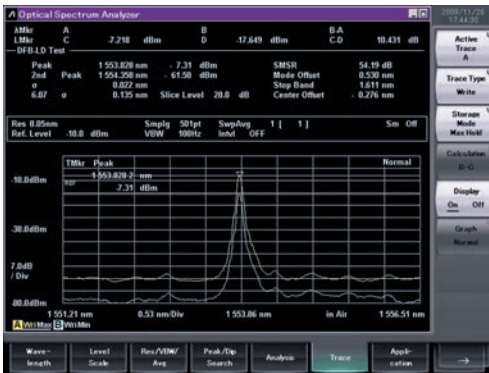 Optical Spectrum Analyzer
2009/11/26
17:44:30
λMkr A B B-A
LMkr C -7.218 dBm D -17.649 dBm C-D 10.431 dB
DFB-LD Test
Peak 1 553.828 nm - 7.31 dBm SMSR 54.19 dB
2nd Peak 1 554.358 nm - 61.50 dBm Mode Offset 0.530 nm
σ 0.022 nm Stop Band 1.611 nm
6.07 σ 0.135 nm Slice Level 20.0 dB Center Offset - 0.276 nm
Res 0.05nm Smplg 501pt SwpAvg 1 [ 1 ] Sm Off
Ref. Level -10.0 dBm VBW 100Hz Intvl OFF
TMkr Peak Normal
1 553.828 2 nm
-7.31 dBm
-10.0dBm
REF
-30.0dBm
7.0dB
/ Div
-80.0dBm
1 551.21 nm 0.53 nm/Div 1 553.86 nm in Air 1 556.51 nm
A Wri Max B Wri Min
Active
Trace
A
Trace Type
Write
Storage
Mode
Max Hold
Calculation
B-C
Display
On Off
Graph
Normal
Wave-
length
Level
Scale
Res/VBW/
Avg
Peak/Dip
Search
Analysis
Trace
Appli-
cation
→